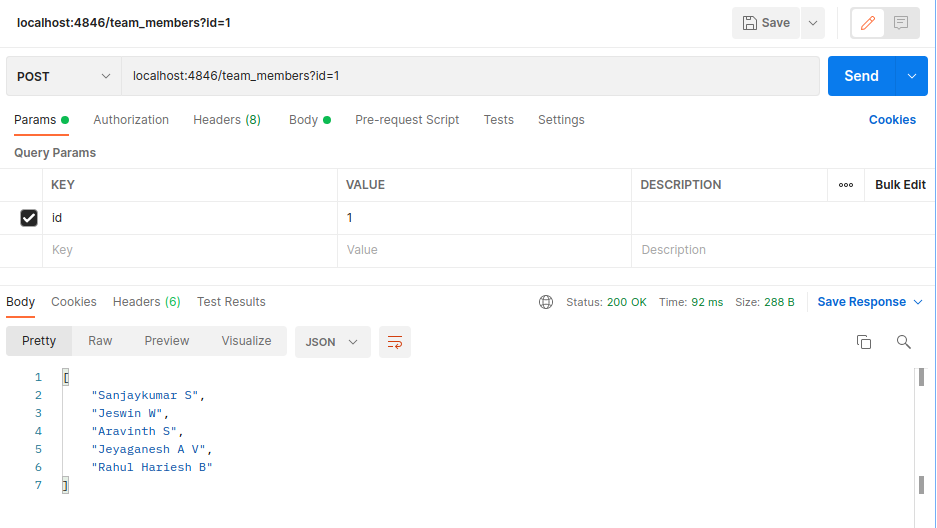 localhost:4846/team_members?id=1 Save
POST localhost:4846/team_members?id=1 Send
Params Authorization Headers (8) Body Pre-request Script Tests Settings Cookies
Query Params
KEY VALUE DESCRIPTION ooo Bulk Edit
id 1
Key Value Description
Body Cookies Headers (6) Test Results Status: 200 OK Time: 92 ms Size: 288 B Save Response
Pretty Raw Preview Visualize JSON
1 [
2 "Sanjaykumar S",
3 "Jeswin W",
4 "Aravinth S",
5 "Jeyaganesh A V",
6 "Rahul Hariesh B"
7 ]